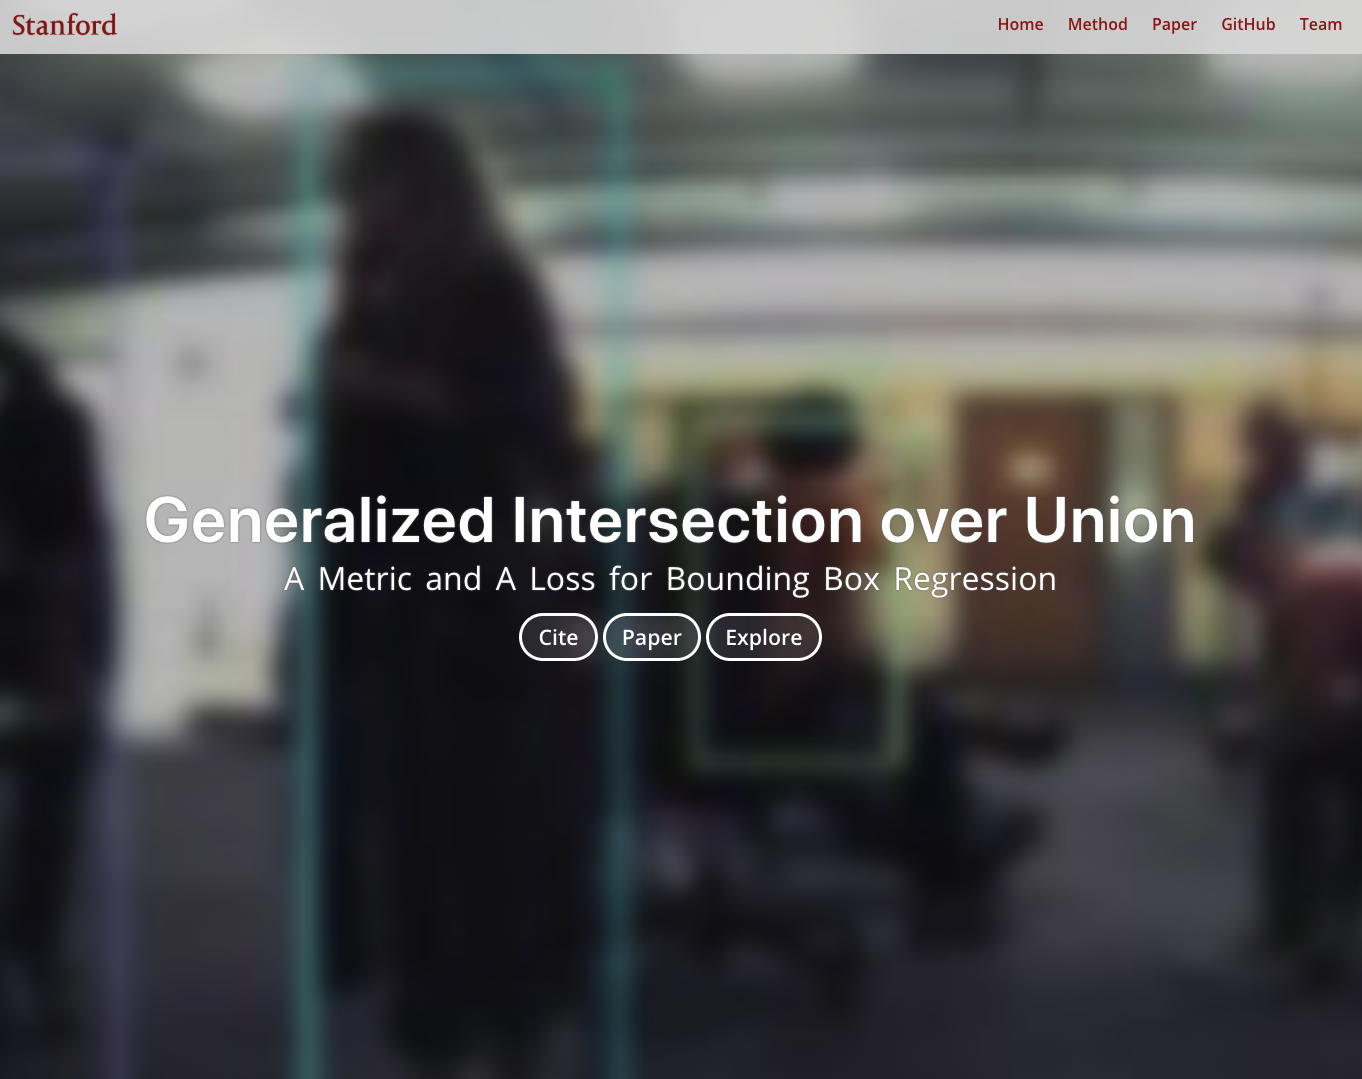 Stanford
Home Method Paper GitHub Team
Generalized Intersection over Union
A Metric and A Loss for Bounding Box Regression
Cite Paper Explore